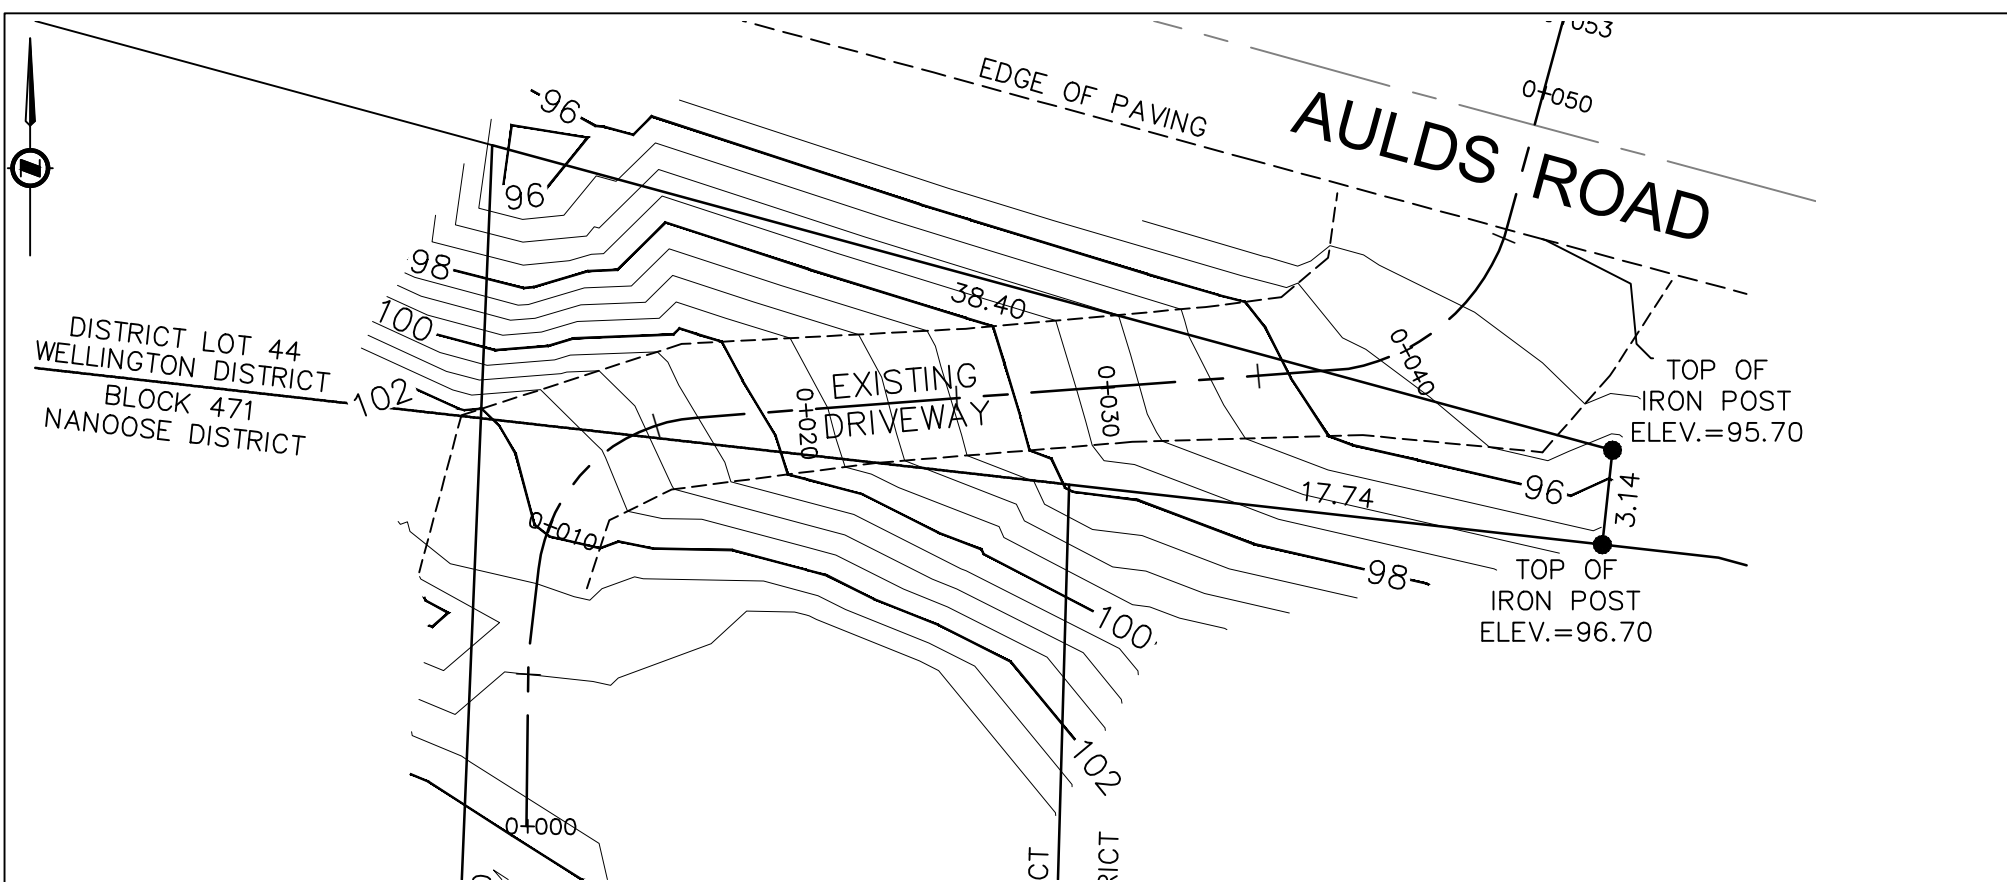 053
0+050
EDGE OF PAVING
AULDS ROAD
96
96
98
38.40
100
DISTRICT LOT 44
WELLINGTON DISTRICT
BLOCK 471
NANOOSE DISTRICT
102
EXISTING
DRIVEWAY
0+020
0+030
0+040
TOP OF
IRON POST
ELEV.=95.70
96
17.74
3.14
0+010
98
TOP OF
IRON POST
ELEV.=96.70
100
102
0+000
CT
RICT